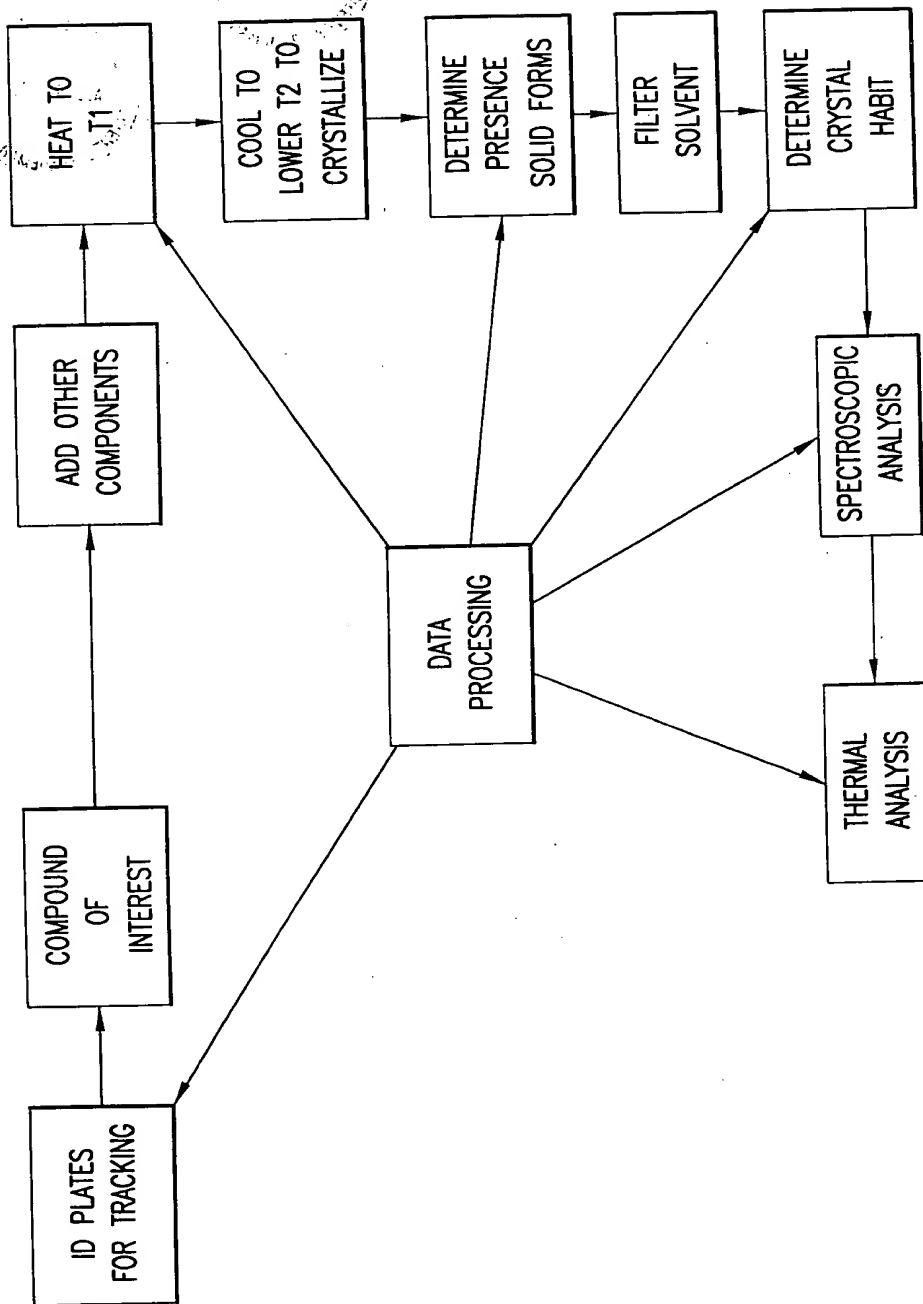 ID PLATES
FOR TRACKING
COMPOUND
OF
INTEREST
ADD OTHER
COMPONENTS
HEAT TO
T1
COOL TO
LOWER T2 TO
CRYSTALLIZE
DETERMINE
PRESENCE
SOLID FORMS
FILTER
SOLVENT
DETERMINE
CRYSTAL
HABIT
SPECTROSCOPIC
ANALYSIS
THERMAL
ANALYSIS
DATA
PROCESSING